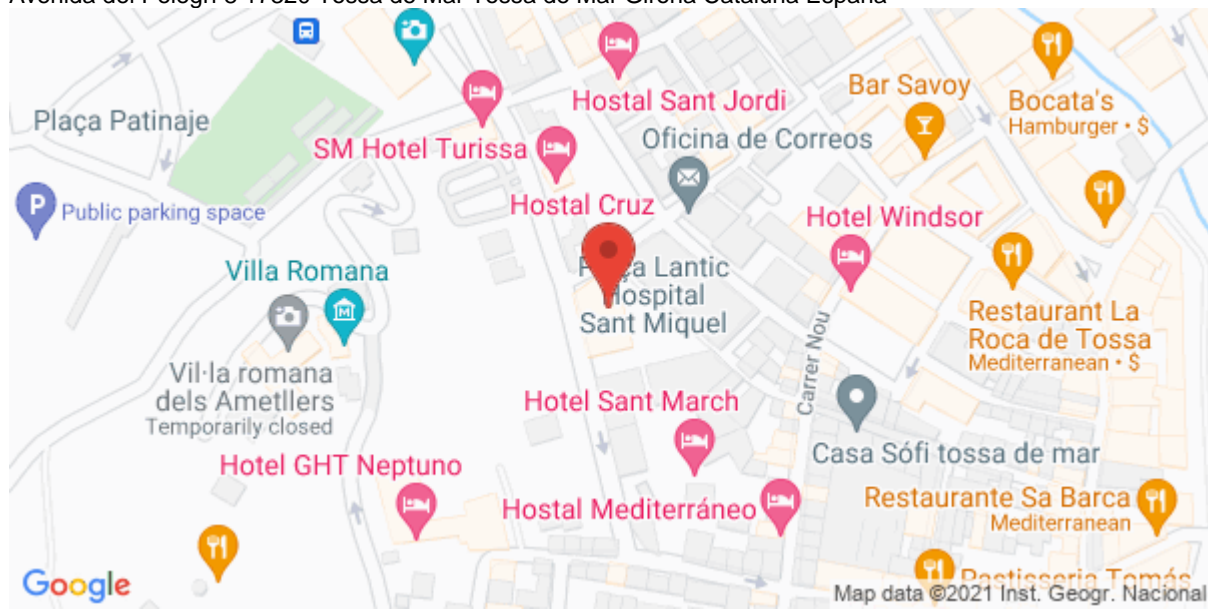 Plaça Patinaje
Public parking space
SM Hotel Turissa
Hostal Sant Jordi
Bar Savoy
Bocata's
Hamburger • $
Oficina de Correos
Hostal Cruz
Hotel Windsor
Villa Romana
Lantic
Hospital
Sant Miquel
Restaurant La
Roca de Tossa
Mediterranean • $
Vil·la romana
dels Ametllers
Temporarily closed
Hotel Sant March
Carrer Nou
Casa Sófi tossa de mar
Hotel GHT Neptuno
Hostal Mediterráneo
Restaurante Sa Barca
Mediterranean
Pastisseria Tomás
Google
Map data ©2021 Inst. Geogr. Nacional